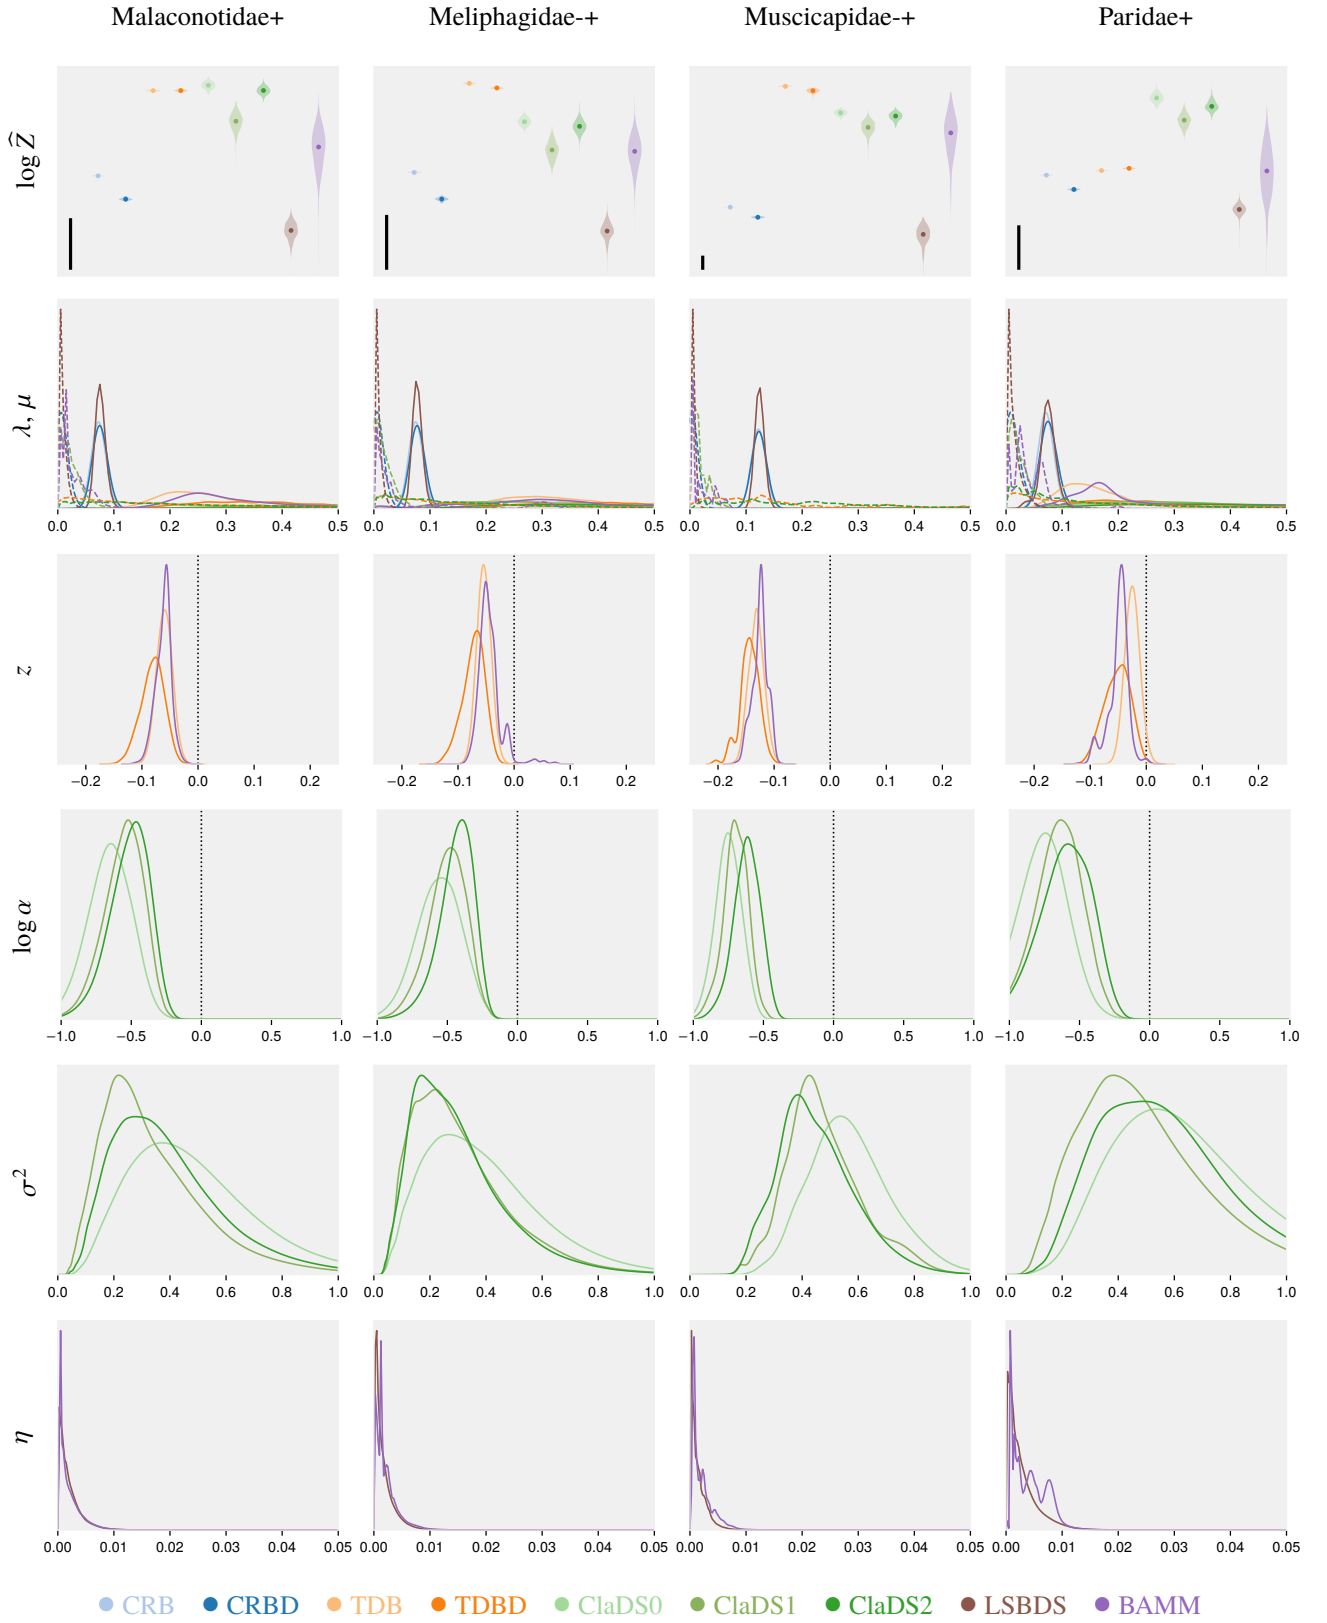 Malaconotidae+ Meliphagidae-+ Muscicapidae-+ Paridae+
log Ẑ
λ, μ
0.0 0.1 0.2 0.3 0.4 0.5 0.0 0.1 0.2 0.3 0.4 0.5 0.0 0.1 0.2 0.3 0.4 0.5 0.0 0.1 0.2 0.3 0.4 0.5
z
−0.2 −0.1 0.0 0.1 0.2 −0.2 −0.1 0.0 0.1 0.2 −0.2 −0.1 0.0 0.1 0.2 −0.2 −0.1 0.0 0.1 0.2
log α
−1.0 −0.5 0.0 0.5 1.0 −1.0 −0.5 0.0 0.5 1.0 −1.0 −0.5 0.0 0.5 1.0 −1.0 −0.5 0.0 0.5 1.0
σ²
0.0 0.2 0.4 0.6 0.8 1.0 0.0 0.2 0.4 0.6 0.8 1.0 0.0 0.2 0.4 0.6 0.8 1.0 0.0 0.2 0.4 0.6 0.8 1.0
η
0.00 0.01 0.02 0.03 0.04 0.05 0.00 0.01 0.02 0.03 0.04 0.05 0.00 0.01 0.02 0.03 0.04 0.05 0.00 0.01 0.02 0.03 0.04 0.05
CRB CRBD TDB TDBD ClaDS0 ClaDS1 ClaDS2 LSBDS BAMM